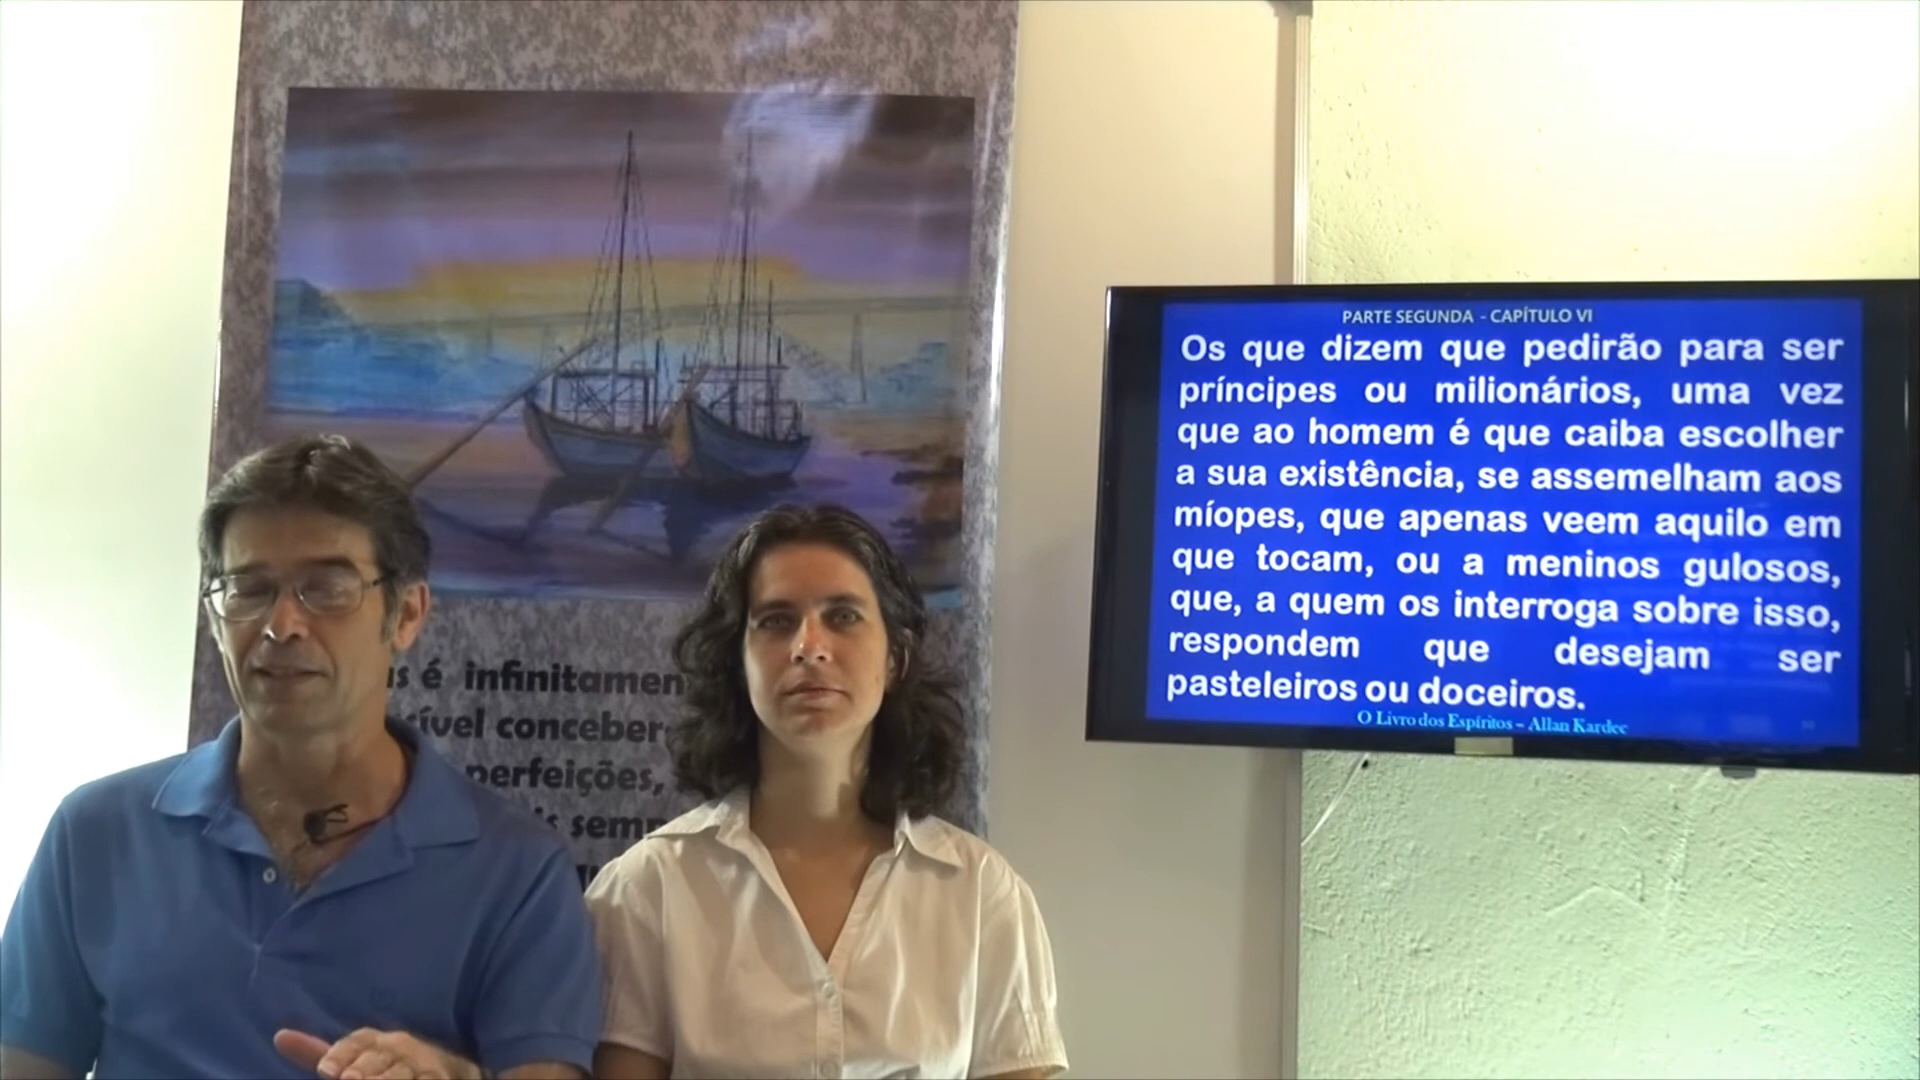 PARTE SEGUNDA - CAPÍTULO VI
Os que dizem que pedirão para ser
príncipes ou milionários, uma vez
que ao homem é que caiba escolher
a sua existência, se assemelham aos
míopes, que apenas veem aquilo em
que tocam, ou a meninos gulosos,
que, a quem os interroga sobre isso,
respondem que desejam ser
pasteleiros ou doceiros.
O Livro dos Espíritos – Allan Kardec
é infinitamen
conceber
perfeições,
sem